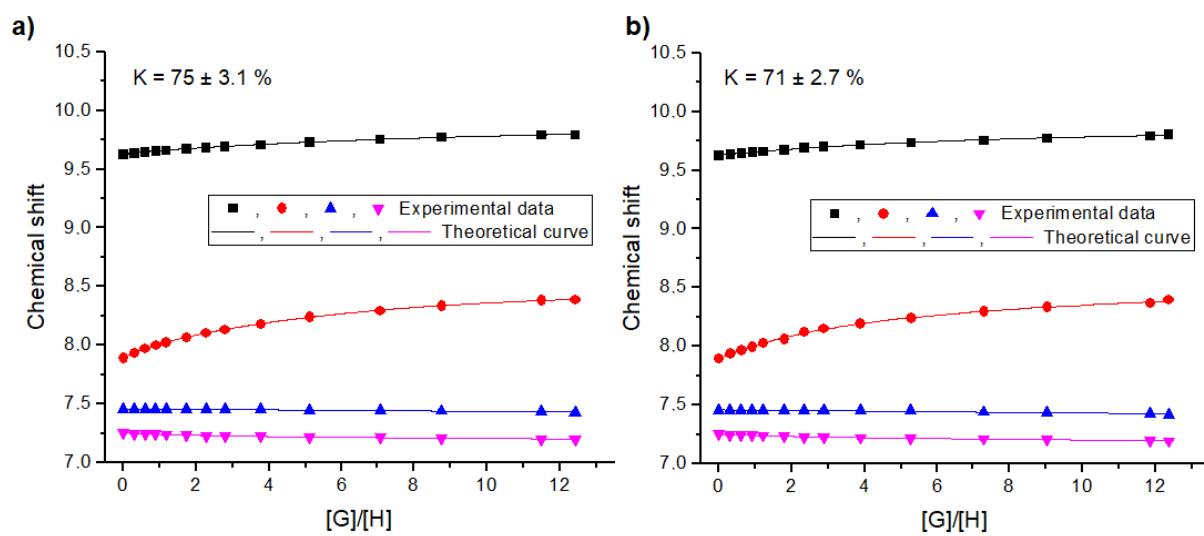 a)
10.5
10.0
9.5
9.0
8.5
8.0
7.5
7.0
Chemical shift
K = 75 ± 3.1 %
, , , Experimental data
, , , Theoretical curve
0 2 4 6 8 10 12
[G]/[H]
b)
10.5
10.0
9.5
9.0
8.5
8.0
7.5
7.0
Chemical shift
K = 71 ± 2.7 %
, , , Experimental data
, , , Theoretical curve
0 2 4 6 8 10 12
[G]/[H]